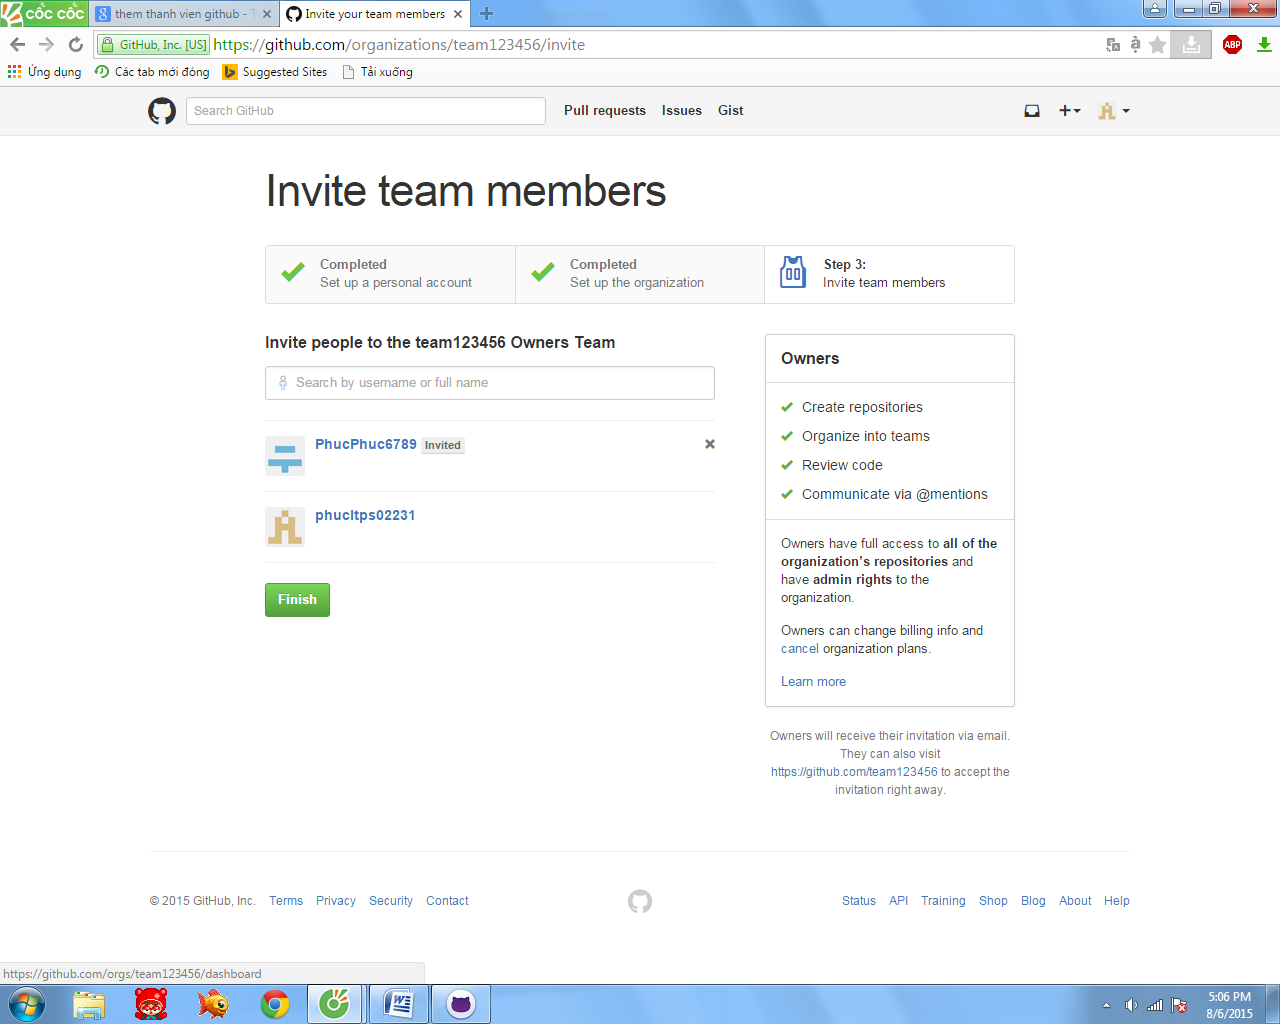 cốc cốc
them thanh vien github - T
Invite your team members
GitHub, Inc. [US] https://github.com/organizations/team123456/invite
ABP
Ứng dụng Các tab mới đóng Suggested Sites Tải xuống
Search GitHub Pull requests Issues Gist
Invite team members
Completed
Set up a personal account
Completed
Set up the organization
Step 3:
Invite team members
Invite people to the team123456 Owners Team
Search by username or full name
PhucPhuc6789 Invited
phucltps02231
Finish
Owners
Create repositories
Organize into teams
Review code
Communicate via @mentions
Owners have full access to all of the
organization’s repositories and
have admin rights to the
organization.
Owners can change billing info and
cancel organization plans.
Learn more
Owners will receive their invitation via email.
They can also visit
https://github.com/team123456 to accept the
invitation right away.
© 2015 GitHub, Inc. Terms Privacy Security Contact
Status API Training Shop Blog About Help
https://github.com/orgs/team123456/dashboard
5:06 PM
8/6/2015